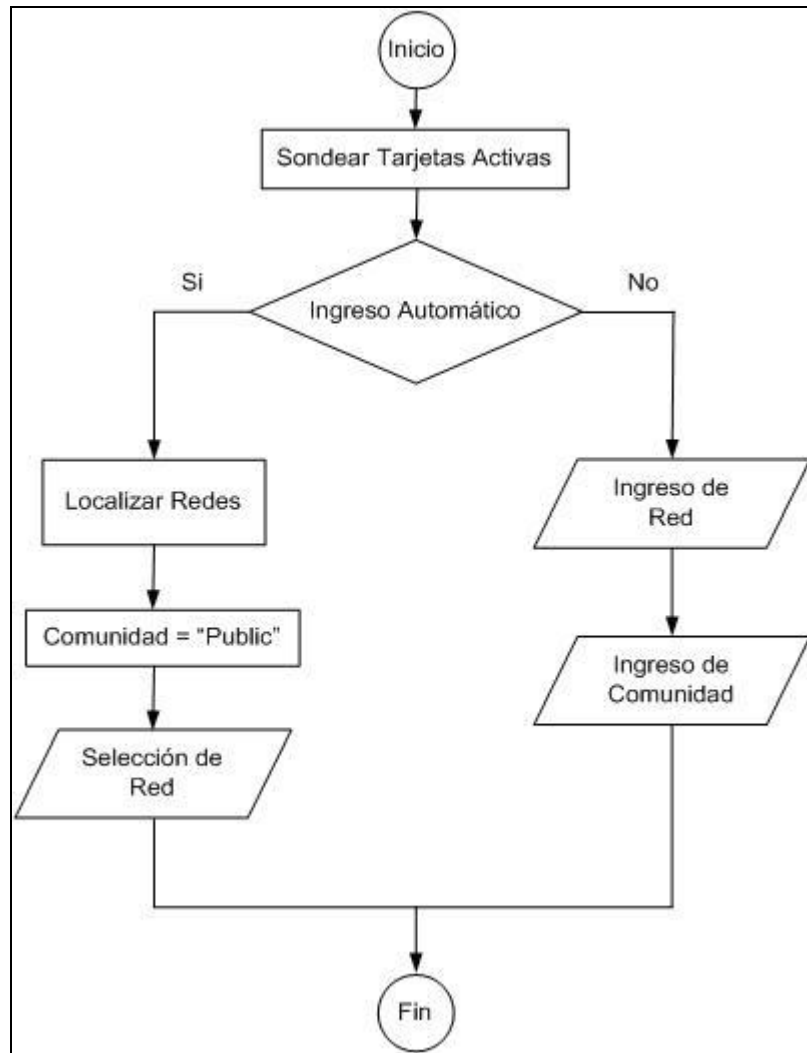 Inicio
Sondear Tarjetas Activas
Si
No
Ingreso Automático
Localizar Redes
Comunidad = “Public”
Selección de
Red
Ingreso de
Red
Ingreso de
Comunidad
Fin